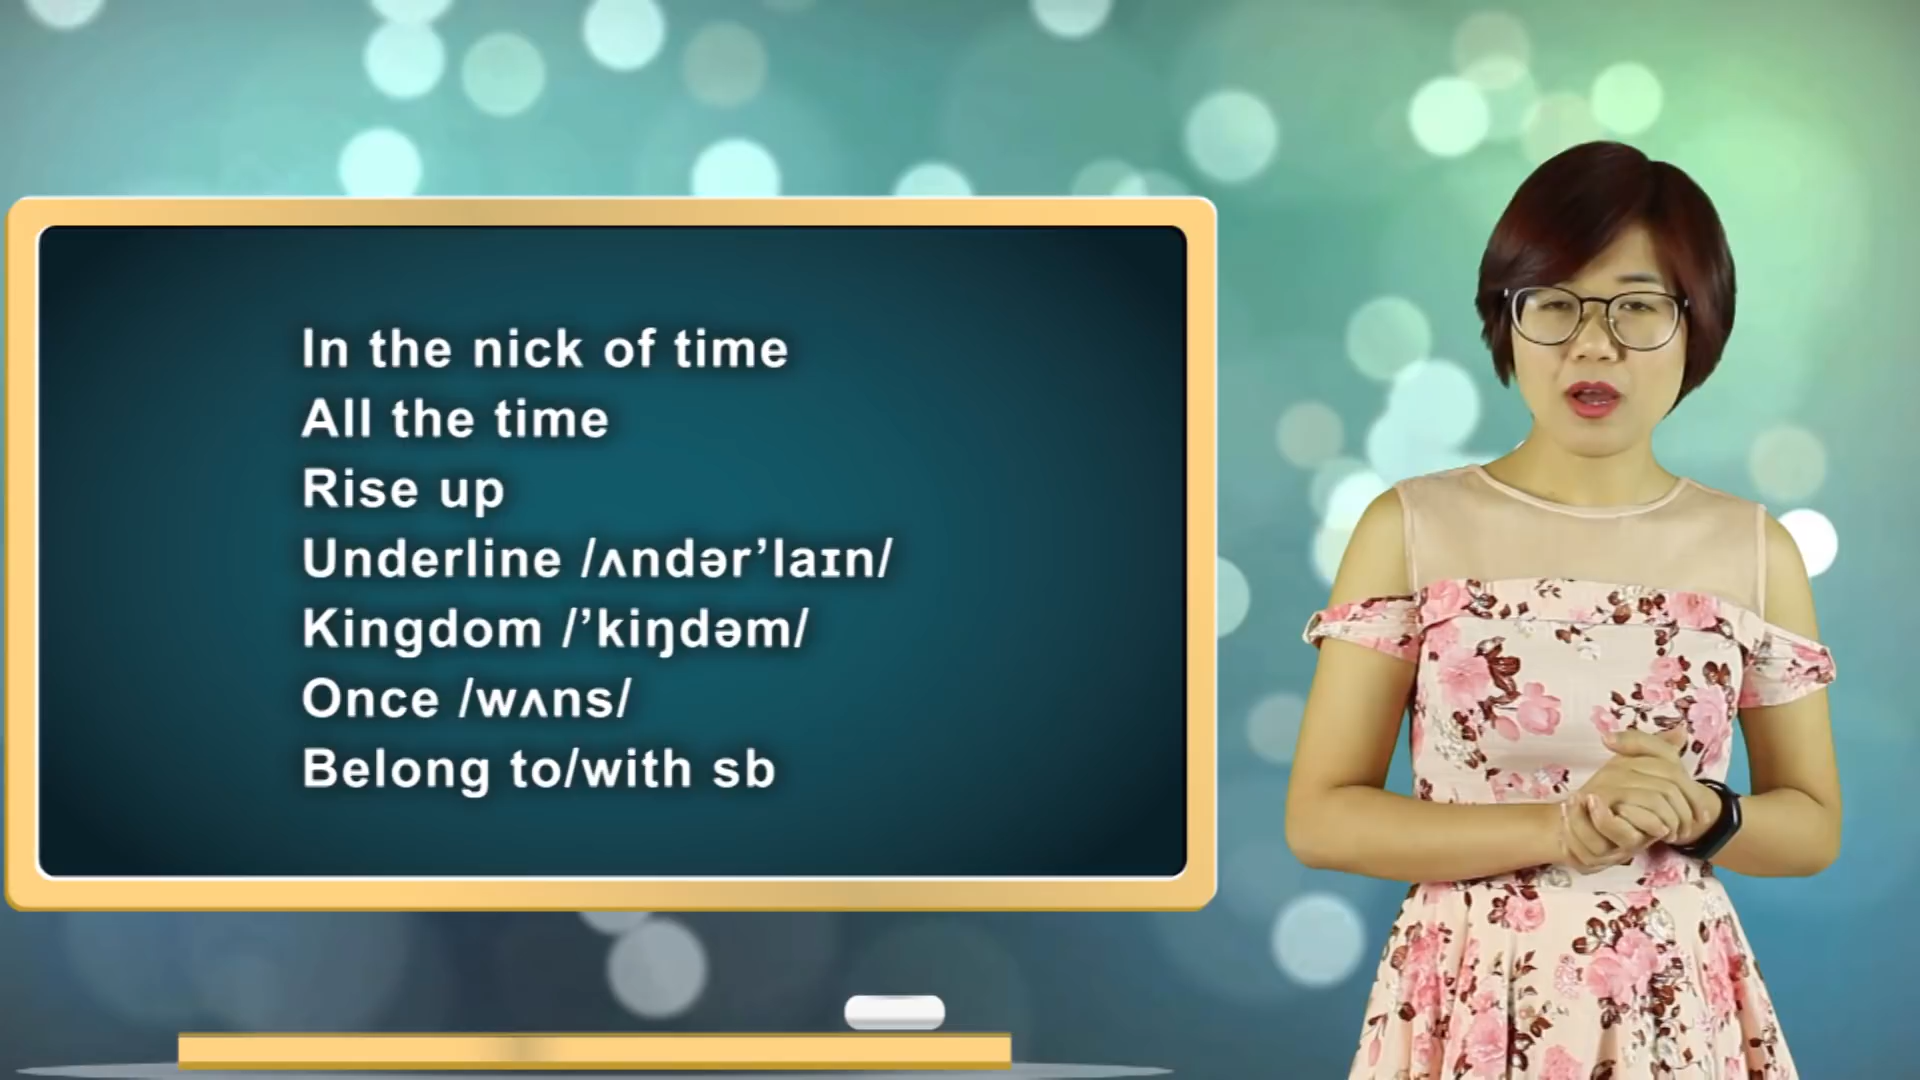 In the nick of time
All the time
Rise up
Underline /ʌndər’laɪn/
Kingdom /’kiŋdəm/
Once /wʌns/
Belong to/with sb